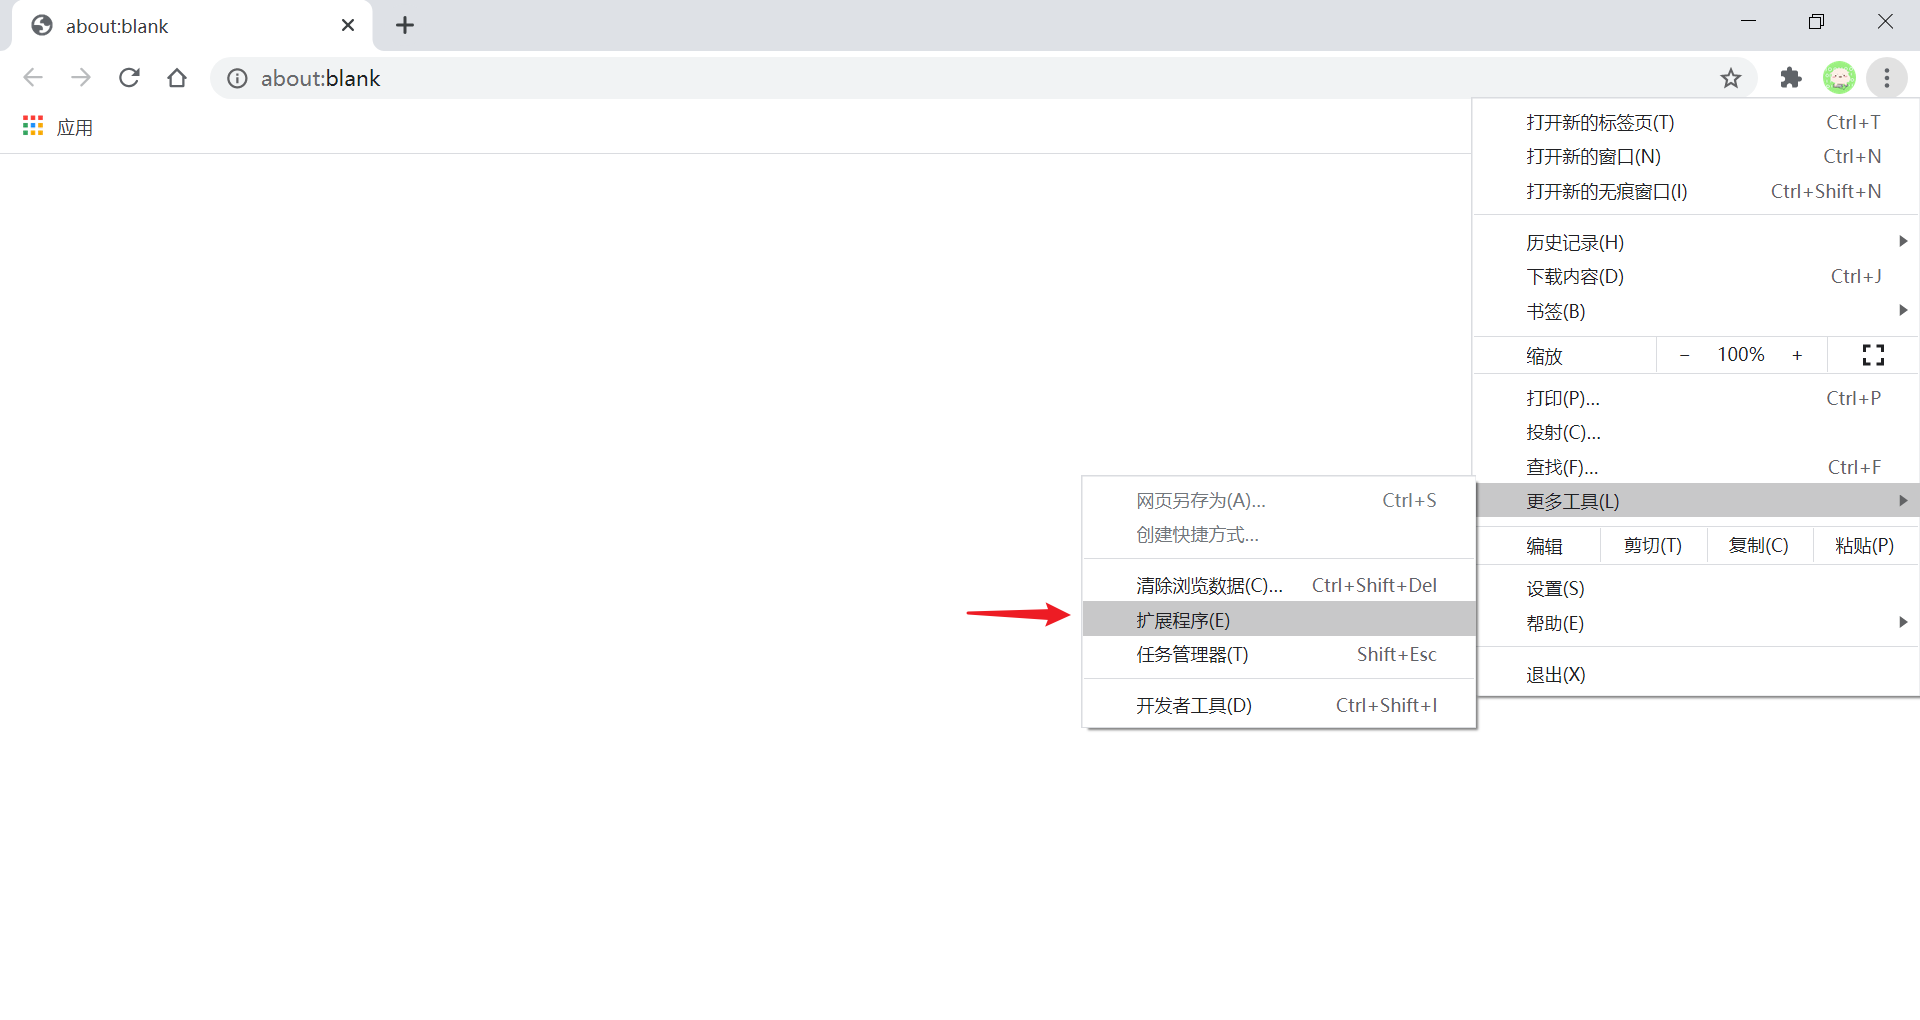 about:blank
about:blank
应用
打开新的标签页(T) Ctrl+T
打开新的窗口(N) Ctrl+N
打开新的无痕窗口(I) Ctrl+Shift+N
历史记录(H)
下载内容(D) Ctrl+J
书签(B)
缩放 − 100% +
打印(P)... Ctrl+P
投射(C)...
查找(F)... Ctrl+F
更多工具(L)
编辑 剪切(T) 复制(C) 粘贴(P)
设置(S)
帮助(E)
退出(X)
网页另存为(A)... Ctrl+S
创建快捷方式...
清除浏览数据(C)... Ctrl+Shift+Del
扩展程序(E)
任务管理器(T) Shift+Esc
开发者工具(D) Ctrl+Shift+I